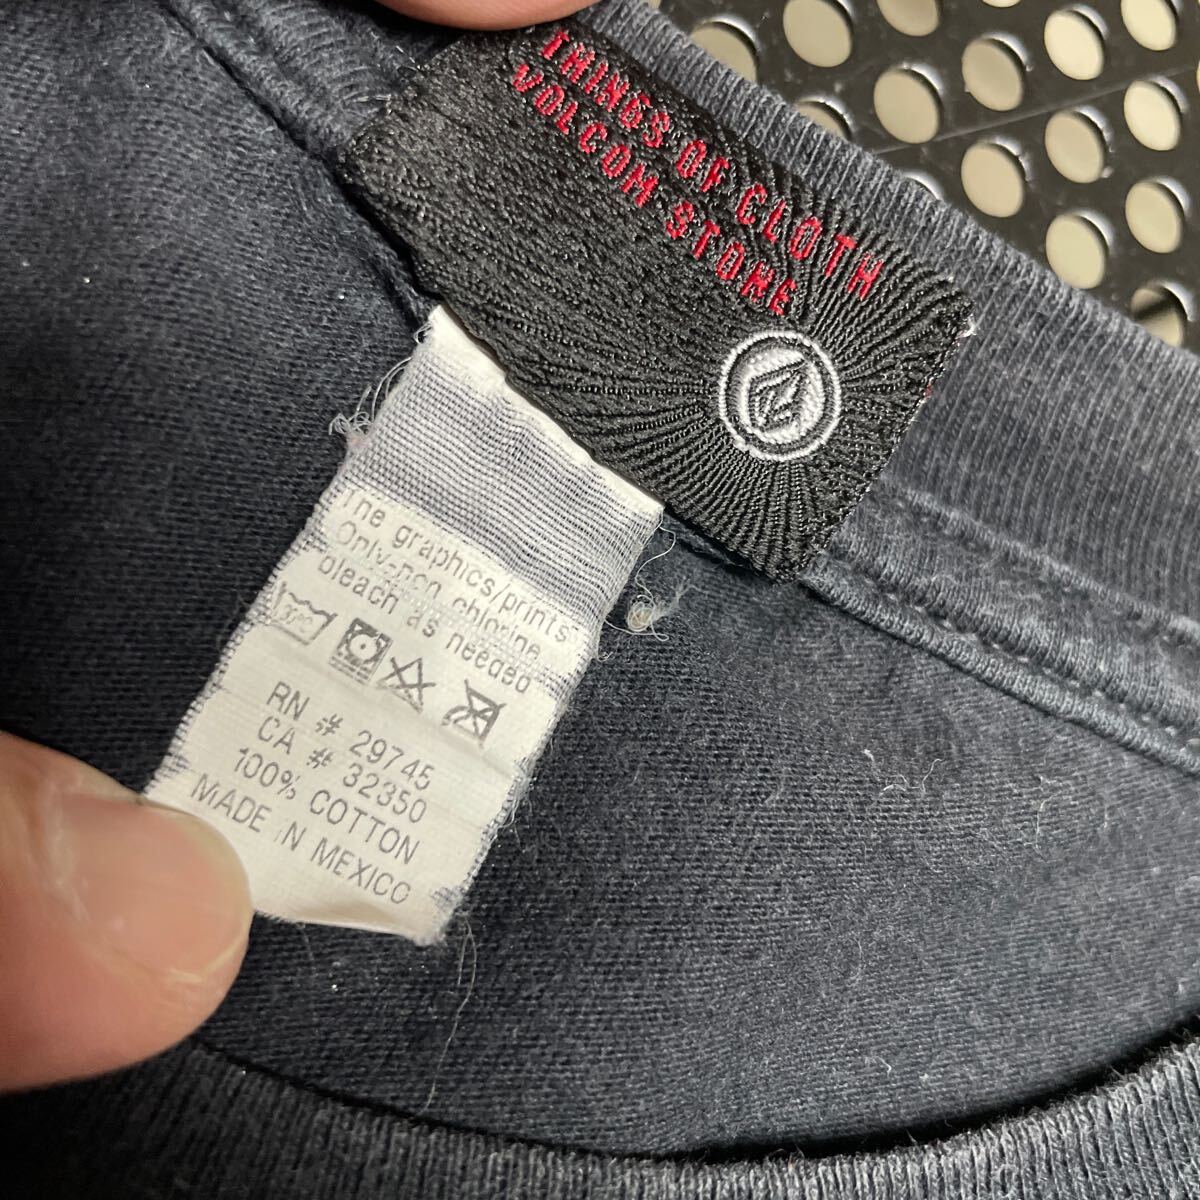 THINGS OF CLOTH
VOLCOM STONE
The graphics/prints
Only-non chlorine
bleach as needed
30°C
RN # 29745
CA # 32350
100% COTTON
MADE IN MEXICO